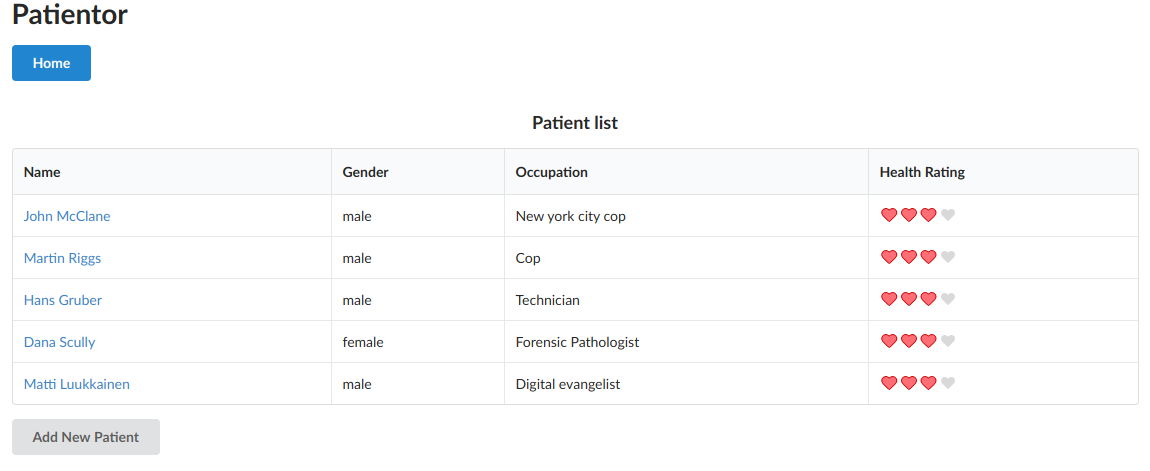 Patientor
Home
Patient list
Name Gender Occupation Health Rating
John McClane male New york city cop
Martin Riggs male Cop
Hans Gruber male Technician
Dana Scully female Forensic Pathologist
Matti Luukkainen male Digital evangelist
Add New Patient